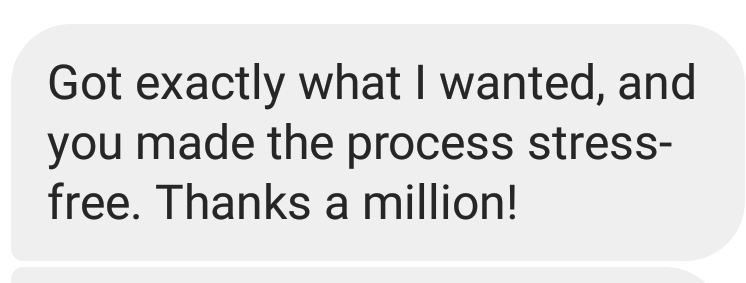 Got exactly what I wanted, and
you made the process stress-
free. Thanks a million!